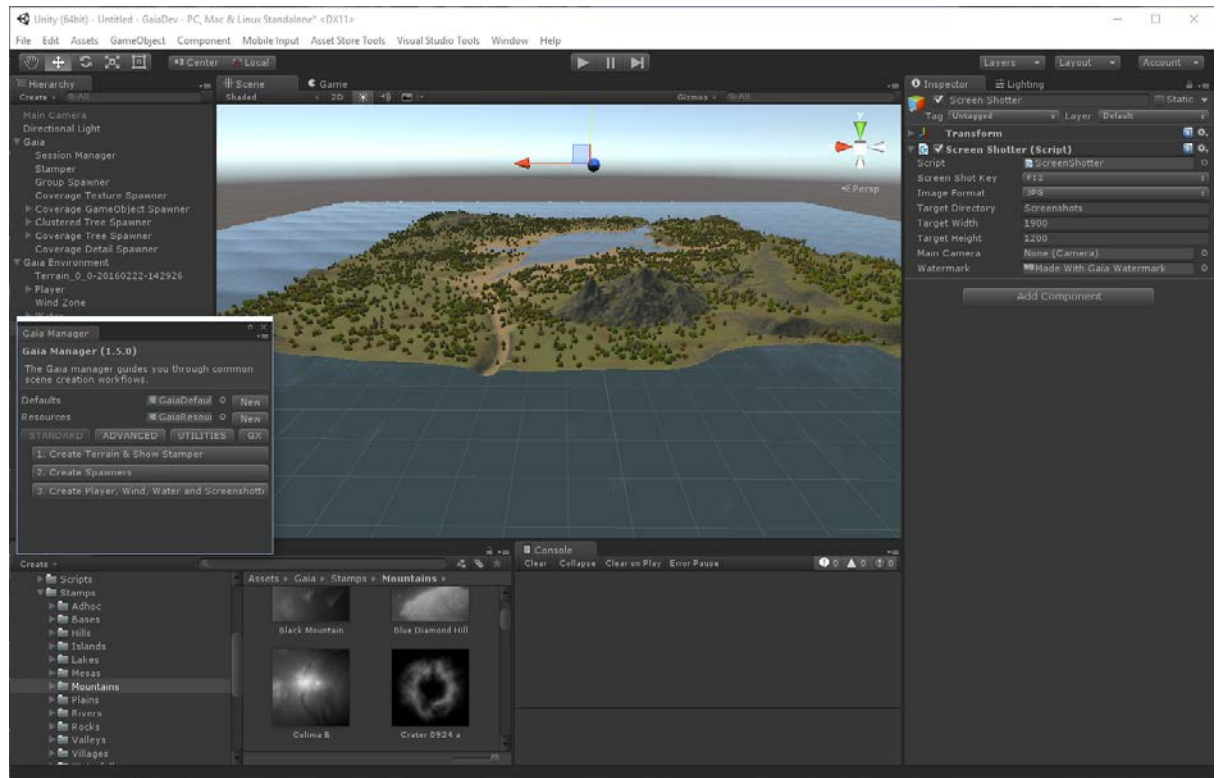 Unity (64bit) - Untitled - GaiaDev - PC, Mac & Linux Standalone* <DX11>
File Edit Assets GameObject Component Mobile Input Asset Store Tools Visual Studio Tools Window Help
Center Local
Layers Layout Account
Hierarchy
Create All
Main Camera
Directional Light
Gaia
Session Manager
Stamper
Group Spawner
Coverage Texture Spawner
Coverage GameObject Spawner
Clustered Tree Spawner
Coverage Tree Spawner
Coverage Detail Spawner
Gaia Environment
Terrain_0_0-20160222-142926
Player
Wind Zone
Water
Scene Game
Shaded 2D Gizmos All
y
Persp
Inspector Lighting
Screen Shotter Static
Tag Untagged Layer Default
Transform
Screen Shotter (Script)
Script ScreenShotter
Screen Shot Key F12
Image Format JPG
Target Directory Screenshots
Target Width 1900
Target Height 1200
Main Camera None (Camera)
Watermark Made With Gaia Watermark
Add Component
Gaia Manager
Gaia Manager (1.5.0)
The Gaia manager guides you through common
scene creation workflows.
Defaults GaiaDefaul New
Resources GaiaResoui New
STANDARD ADVANCED UTILITIES GX
1. Create Terrain & Show Stamper
2. Create Spawners
3. Create Player, Wind, Water and Screenshotte
Create
Scripts
Stamps
Adhoc
Bases
Hills
Islands
Lakes
Mesas
Mountains
Plains
Rivers
Rocks
Valleys
Villages
Assets Gaia Stamps Mountains
Black Mountain Blue Diamond Hill
Colima B Crater 0924 a
Console
Clear Collapse Clear on Play Error Pause 0 0 0